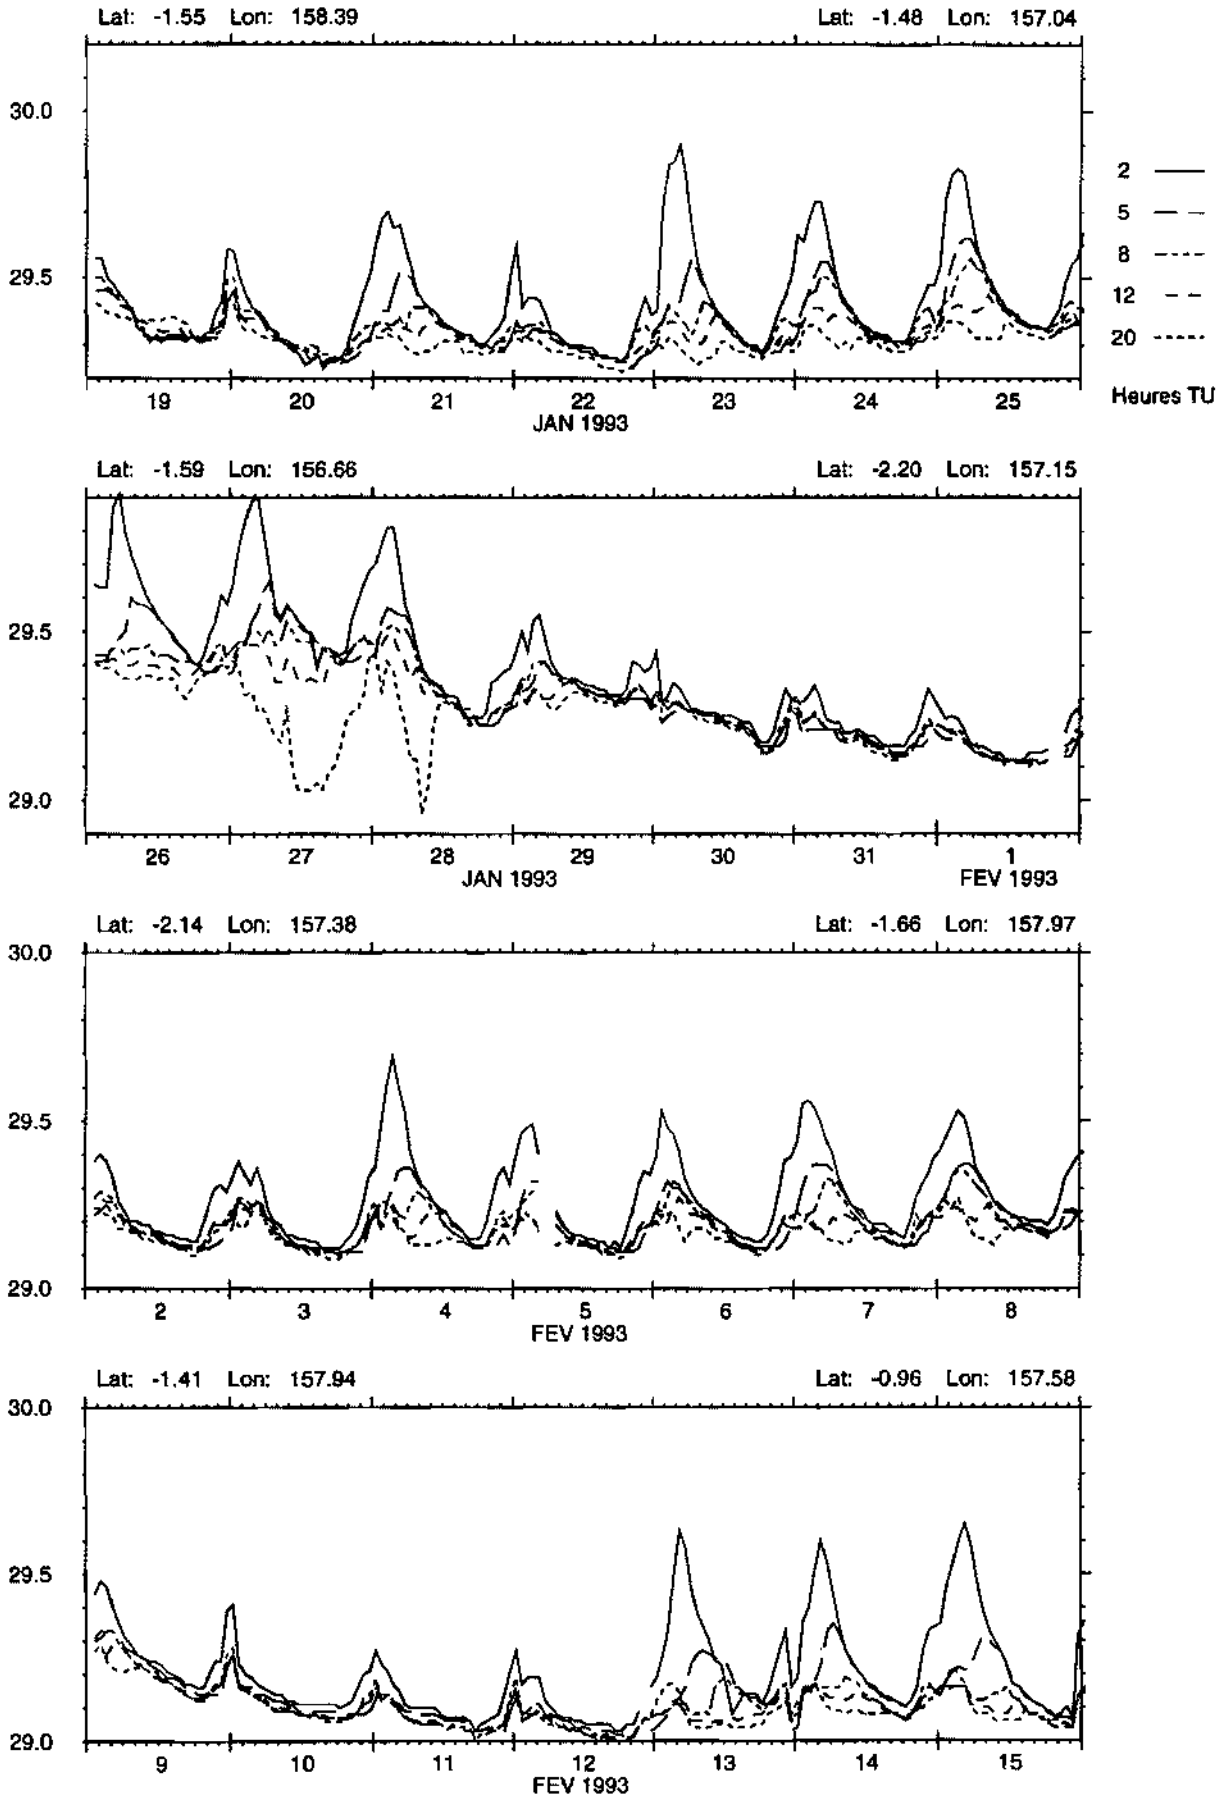 Lat: -1.55 Lon: 158.39 Lat: -1.48 Lon: 157.04
30.0
29.5
2
5
8
12
20
Heures TU
19 20 21 22 23 24 25
JAN 1993
Lat: -1.59 Lon: 156.66 Lat: -2.20 Lon: 157.15
29.5
29.0
26 27 28 29 30 31 1
JAN 1993 FEV 1993
Lat: -2.14 Lon: 157.38 Lat: -1.66 Lon: 157.97
30.0
29.5
29.0
2 3 4 5 6 7 8
FEV 1993
Lat: -1.41 Lon: 157.94 Lat: -0.96 Lon: 157.58
30.0
29.5
29.0
9 10 11 12 13 14 15
FEV 1993